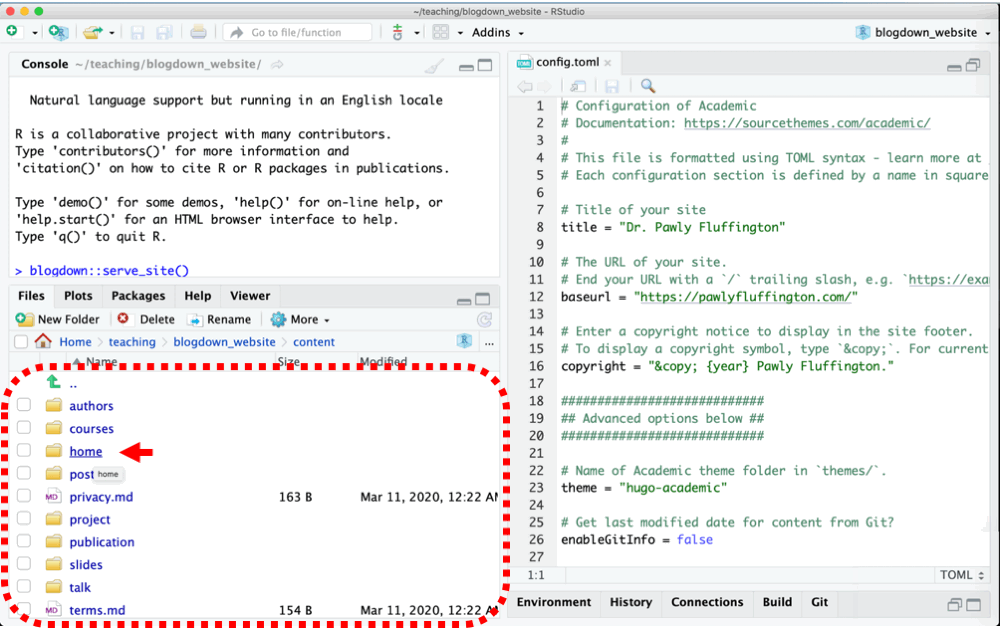 ~/teaching/blogdown_website - RStudio
Go to file/function
Addins
blogdown_website
Console ~/teaching/blogdown_website/
Natural language support but running in an English locale
R is a collaborative project with many contributors.
Type 'contributors()' for more information and
'citation()' on how to cite R or R packages in publications.
Type 'demo()' for some demos, 'help()' for on-line help, or
'help.start()' for an HTML browser interface to help.
Type 'q()' to quit R.
> blogdown::serve_site()
Files Plots Packages Help Viewer
New Folder Delete Rename More
Home > teaching > blogdown_website > content ...
Name Size Modified
..
authors
courses
home
post
home
MD privacy.md 163 B Mar 11, 2020, 12:22 AM
project
publication
slides
talk
MD terms.md 154 B Mar 11, 2020, 12:22 AM
config.toml
1 # Configuration of Academic
2 # Documentation: https://sourcethemes.com/academic/
3 #
4 # This file is formatted using TOML syntax - learn more at
5 # Each configuration section is defined by a name in square
6
7 # Title of your site
8 title = "Dr. Pawly Fluffington"
9
10 # The URL of your site.
11 # End your URL with a `/` trailing slash, e.g. `https://exa
12 baseurl = "https://pawlyfluffington.com/"
13
14 # Enter a copyright notice to display in the site footer.
15 # To display a copyright symbol, type `&copy;`. For current
16 copyright = "&copy; {year} Pawly Fluffington."
17
18 ############################
19 ## Advanced options below ##
20 ############################
21
22 # Name of Academic theme folder in `themes/`.
23 theme = "hugo-academic"
24
25 # Get last modified date for content from Git?
26 enableGitInfo = false
27
1:1 TOML
Environment History Connections Build Git